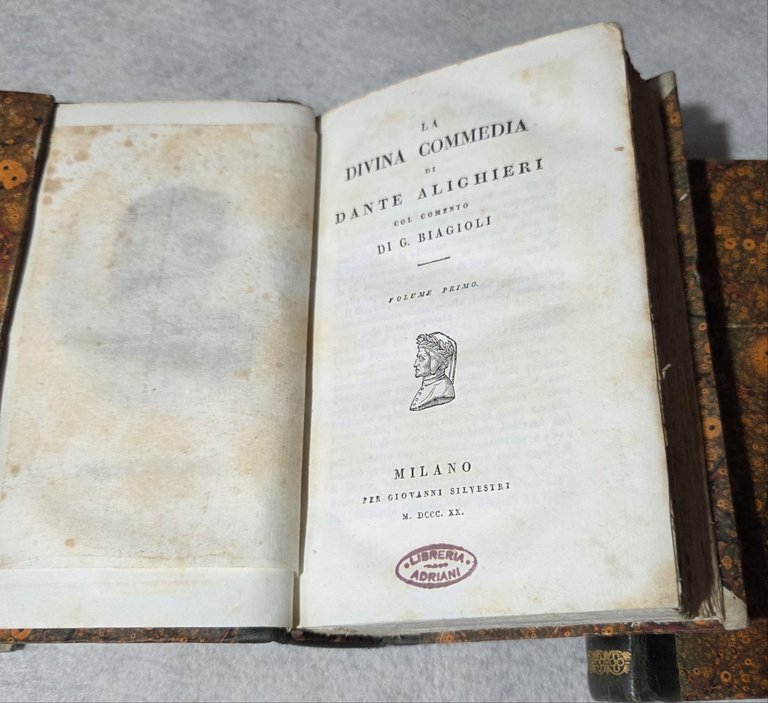 LA
DIVINA COMMEDIA
DI
DANTE ALIGHIERI
COL COMENTO
DI G. BIAGIOLI
VOLUME PRIMO.
MILANO
PER GIOVANNI SILVESTRI
M. DCCC. XX.
LIBRERIA
ADRIANI